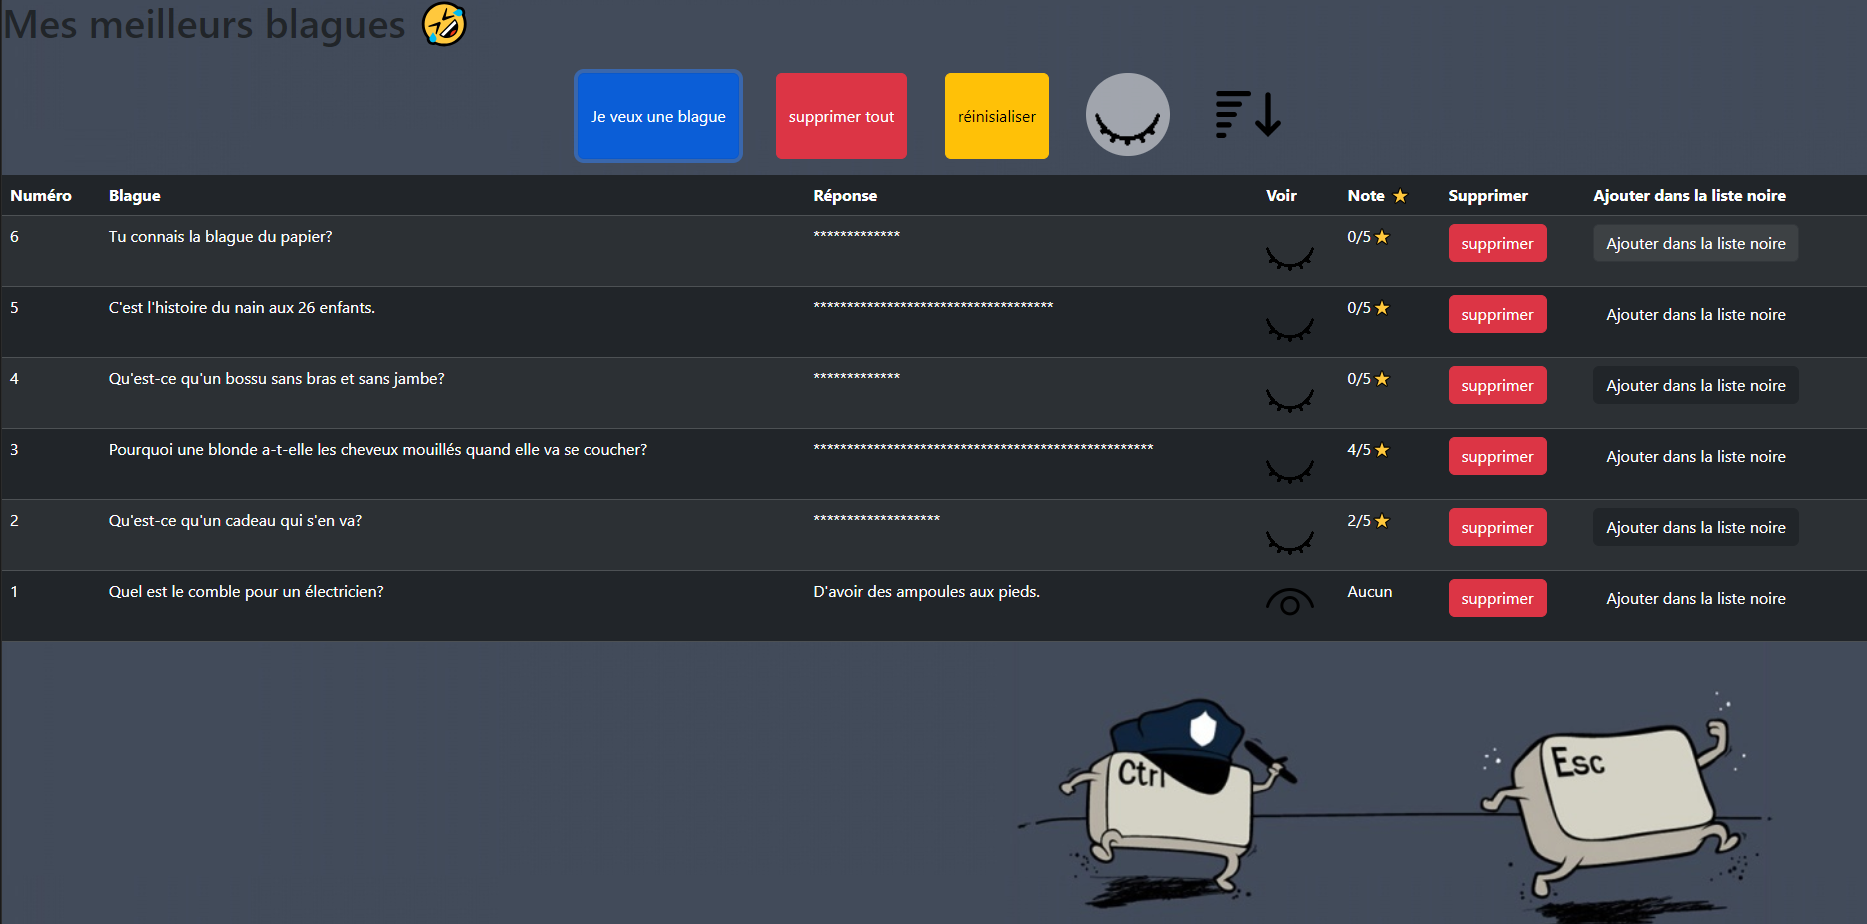 Mes meilleurs blagues 🤣
Je veux une blague
supprimer tout
réinisialiser
Numéro Blague Réponse Voir Note ⭐ Supprimer Ajouter dans la liste noire
6 Tu connais la blague du papier? ************* 0/5⭐ supprimer Ajouter dans la liste noire
5 C'est l'histoire du nain aux 26 enfants. ************************************ 0/5⭐ supprimer Ajouter dans la liste noire
4 Qu'est-ce qu'un bossu sans bras et sans jambe? ************* 0/5⭐ supprimer Ajouter dans la liste noire
3 Pourquoi une blonde a-t-elle les cheveux mouillés quand elle va se coucher? *************************************************** 4/5⭐ supprimer Ajouter dans la liste noire
2 Qu'est-ce qu'un cadeau qui s'en va? ******************* 2/5⭐ supprimer Ajouter dans la liste noire
1 Quel est le comble pour un électricien? D'avoir des ampoules aux pieds. Aucun supprimer Ajouter dans la liste noire
Ctrl
Esc